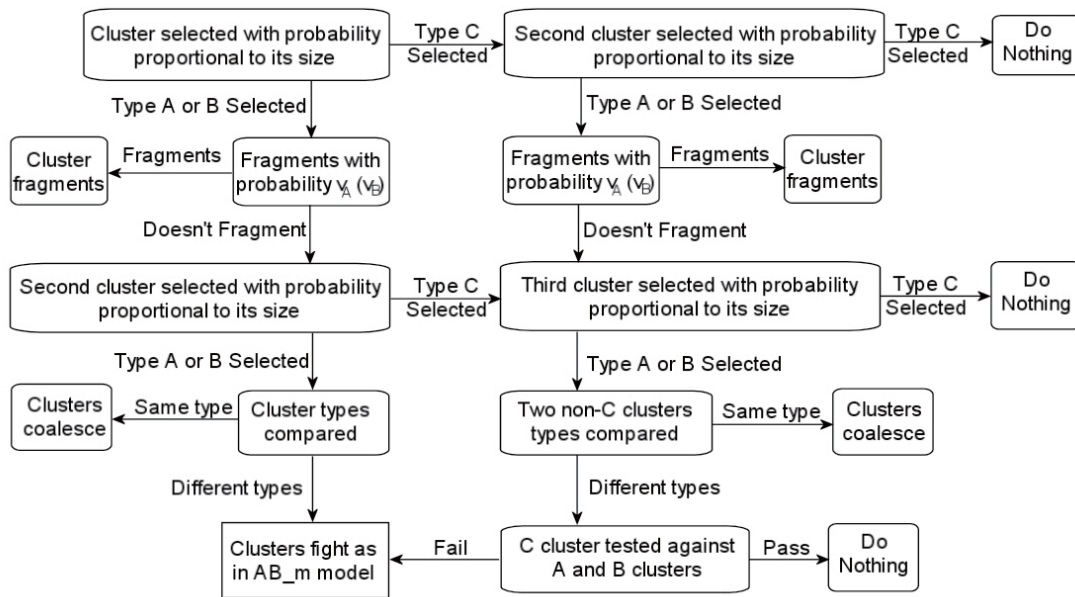 Cluster selected with probability
proportional to its size
Type C
Selected
Second cluster selected with probability
proportional to its size
Type C
Selected
Do
Nothing
Type A or B Selected
Type A or B Selected
Cluster
fragments
Fragments
Fragments with
probability v_A (v_B)
Fragments with
probability v_A (v_B)
Fragments
Cluster
fragments
Doesn't Fragment
Doesn't Fragment
Second cluster selected with probability
proportional to its size
Type C
Selected
Third cluster selected with probability
proportional to its size
Type C
Selected
Do
Nothing
Type A or B Selected
Type A or B Selected
Clusters
coalesce
Same type
Cluster types
compared
Two non-C clusters
types compared
Same type
Clusters
coalesce
Different types
Different types
Clusters fight as
in AB_m model
Fail
C cluster tested against
A and B clusters
Pass
Do
Nothing